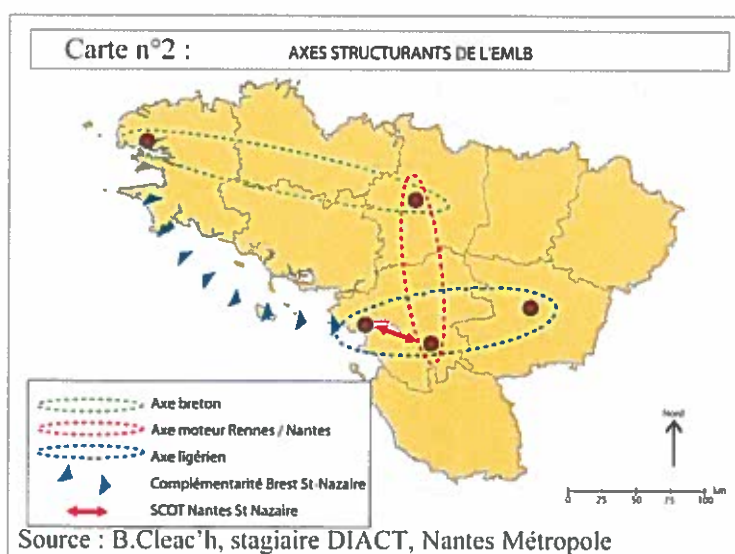 Carte n°2 : AXES STRUCTURANTS DE L'EMLB
Axe breton
Axe moteur Rennes / Nantes
Axe ligérien
Complémentarité Brest St-Nazaire
SCOT Nantes St Nazaire
Nord
km
0 25 50 75 100
Source : B.Cleac'h, stagiaire DIACT, Nantes Métropole